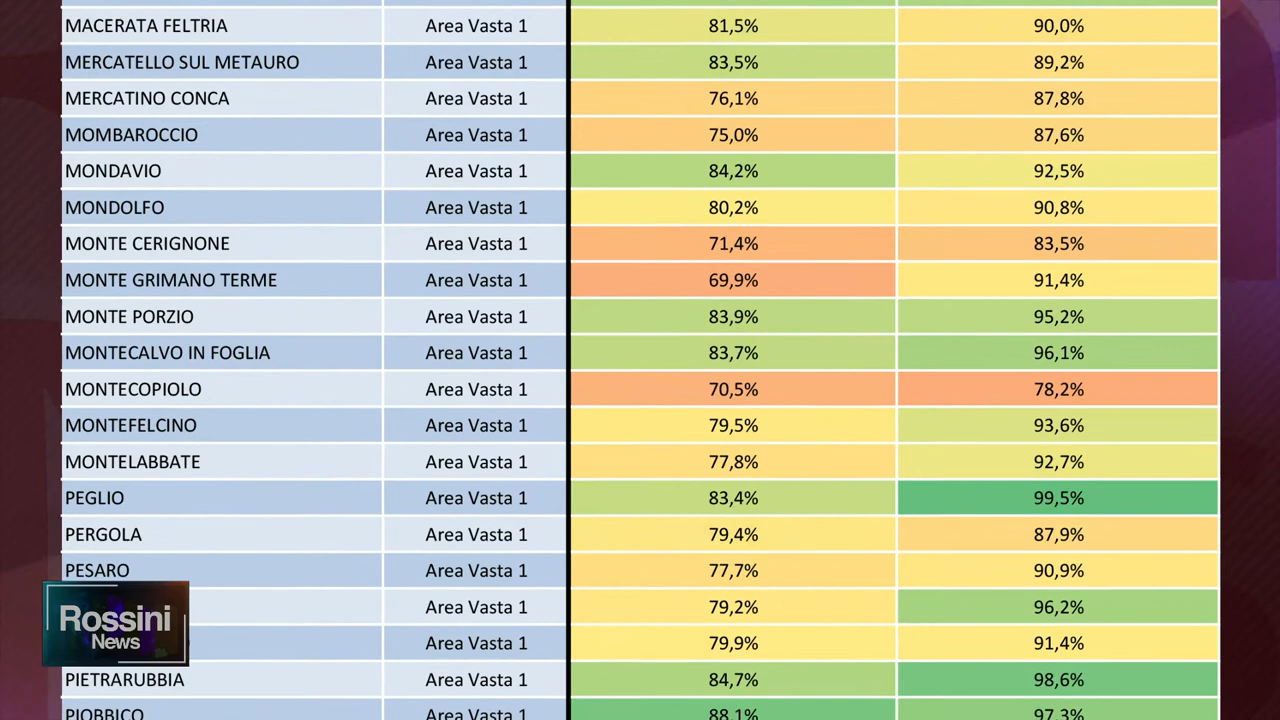 MACERATA FELTRIA Area Vasta 1 81,5% 90,0%
MERCATELLO SUL METAURO Area Vasta 1 83,5% 89,2%
MERCATINO CONCA Area Vasta 1 76,1% 87,8%
MOMBAROCCIO Area Vasta 1 75,0% 87,6%
MONDAVIO Area Vasta 1 84,2% 92,5%
MONDOLFO Area Vasta 1 80,2% 90,8%
MONTE CERIGNONE Area Vasta 1 71,4% 83,5%
MONTE GRIMANO TERME Area Vasta 1 69,9% 91,4%
MONTE PORZIO Area Vasta 1 83,9% 95,2%
MONTECALVO IN FOGLIA Area Vasta 1 83,7% 96,1%
MONTECOPIOLO Area Vasta 1 70,5% 78,2%
MONTEFELCINO Area Vasta 1 79,5% 93,6%
MONTELABBATE Area Vasta 1 77,8% 92,7%
PEGLIO Area Vasta 1 83,4% 99,5%
PERGOLA Area Vasta 1 79,4% 87,9%
PESARO Area Vasta 1 77,7% 90,9%
Area Vasta 1 79,2% 96,2%
Area Vasta 1 79,9% 91,4%
PIETRARUBBIA Area Vasta 1 84,7% 98,6%
PIOBBICO Area Vasta 1 88,1% 97,3%
Rossini
News